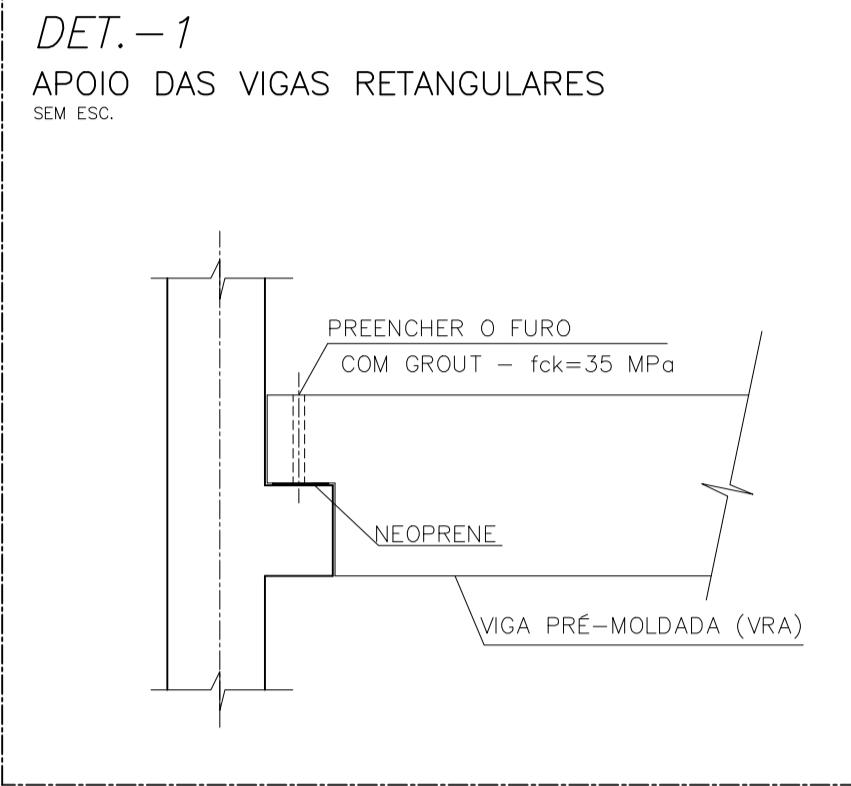 DET.-1
APOIO DAS VIGAS RETANGULARES
SEM ESC.
PREENCHER O FURO
COM GROUT - fck=35 MPa
NEOPRENE
VIGA PRÉ-MOLDADA (VRA)